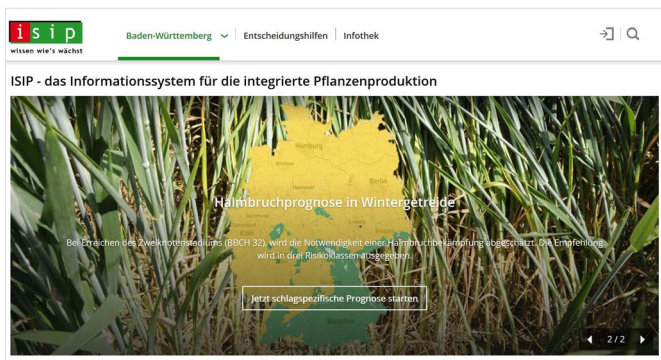 isip
wissen wie's wächst
Baden-Württemberg
Entscheidungshilfen
Infothek
ISIP - das Informationssystem für die integrierte Pflanzenproduktion
Hamburg
Berlin
Halmbruchprognose in Wintergetreide
Köln
Bei Erreichen des Zweiknotenstadiums (BBCH 32), wird die Notwendigkeit einer Halmbruchbekämpfung abgeschätzt. Die Empfehlung
wird in drei Risikoklassen ausgegeben.
Jetzt schlagspezifische Prognose starten
München
2 / 2